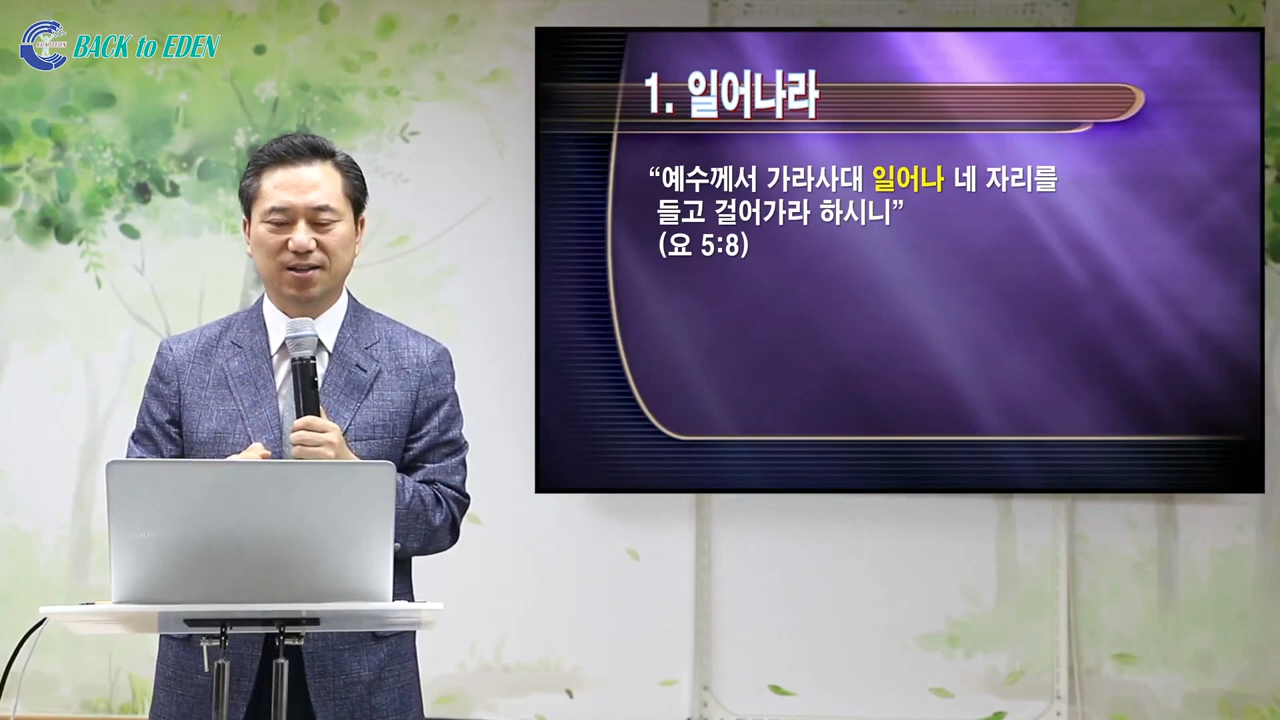 BACK to EDEN
1. 일어나라
“예수께서 가라사대 일어나 네 자리를
들고 걸어가라 하시니”
(요 5:8)